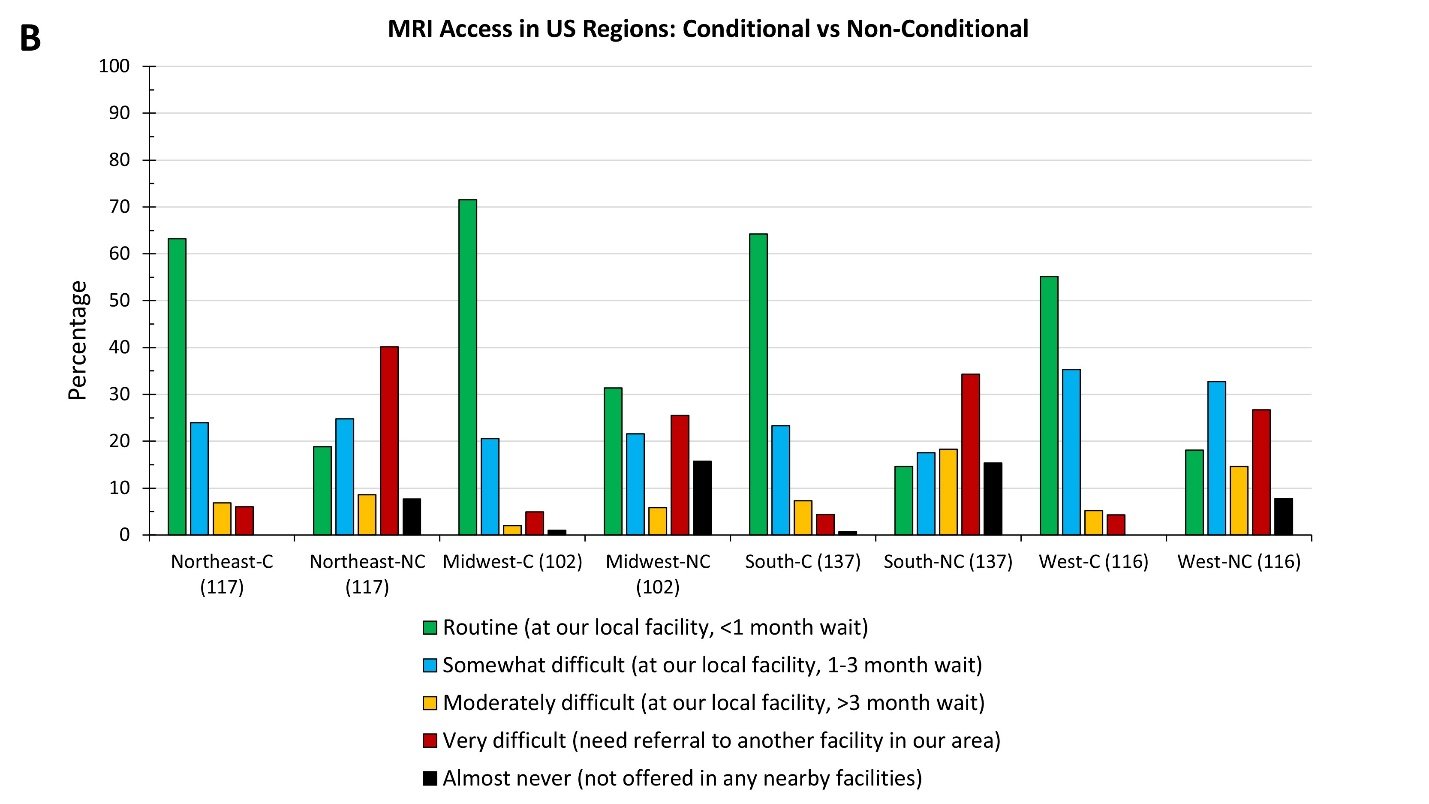 B
MRI Access in US Regions: Conditional vs Non-Conditional
100
90
80
70
60
50
40
30
20
10
0
Percentage
Northeast-C
(117)
Northeast-NC
(117)
Midwest-C (102)
Midwest-NC
(102)
South-C (137)
South-NC (137)
West-C (116)
West-NC (116)
Routine (at our local facility, <1 month wait)
Somewhat difficult (at our local facility, 1-3 month wait)
Moderately difficult (at our local facility, >3 month wait)
Very difficult (need referral to another facility in our area)
Almost never (not offered in any nearby facilities)